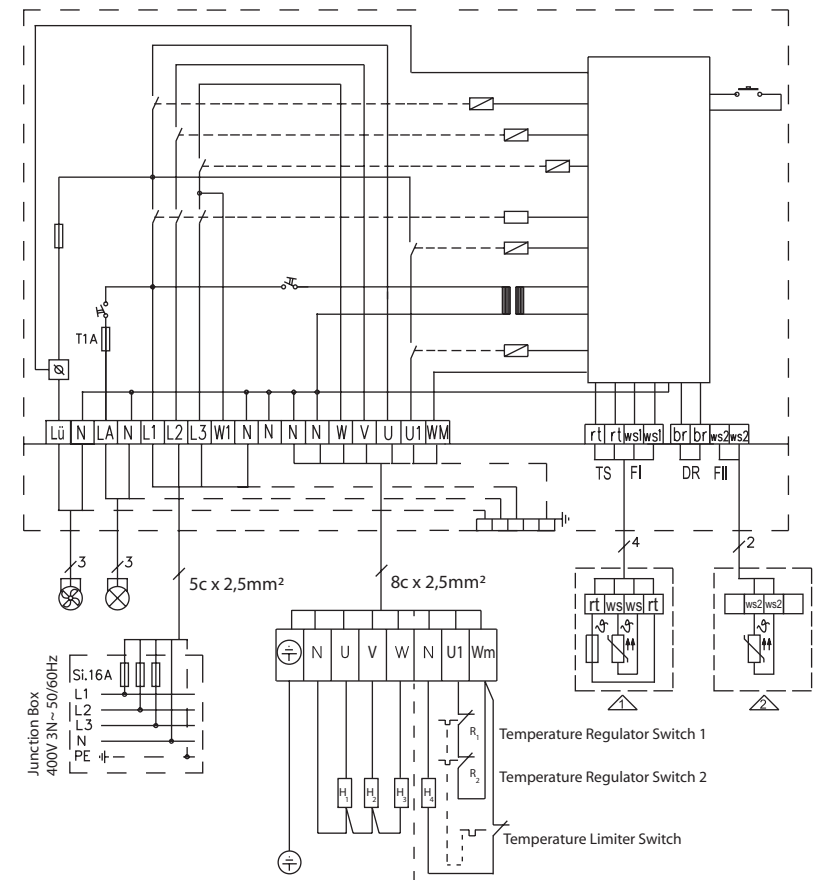 T1A
Lü N LA N L1 L2 L3 W1 N N N N W V U U1 WM
rt rt ws1 ws1 br br ws2 ws2
TS FI DR FII
3 3 4 2
5c x 2,5mm²
8c x 2,5mm²
rt ws ws rt
ws2 ws2
1
2
N U V W N U1 Wm
Junction Box
400V 3N~ 50/60Hz
Si.16A
L1
L2
L3
N
PE
R1
Temperature Regulator Switch 1
R2
Temperature Regulator Switch 2
H1 H2 H3 H4
Temperature Limiter Switch